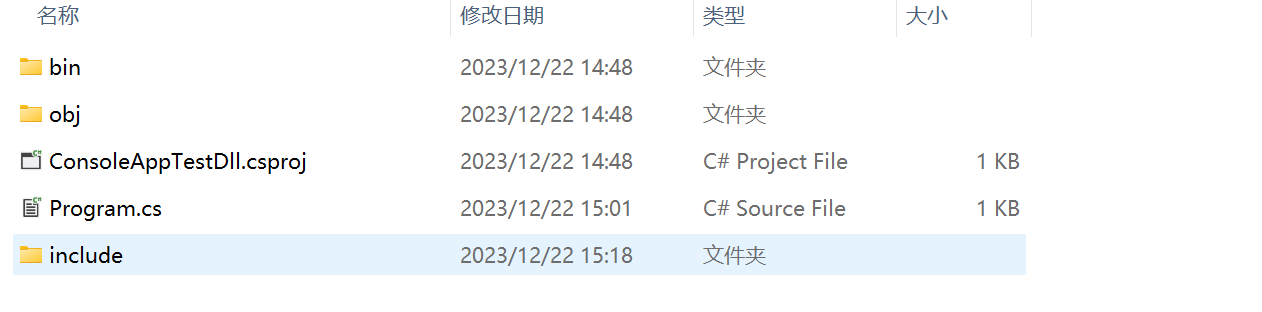 名称 修改日期 类型 大小
bin 2023/12/22 14:48 文件夹
obj 2023/12/22 14:48 文件夹
ConsoleAppTestDll.csproj 2023/12/22 14:48 C# Project File 1 KB
Program.cs 2023/12/22 15:01 C# Source File 1 KB
include 2023/12/22 15:18 文件夹